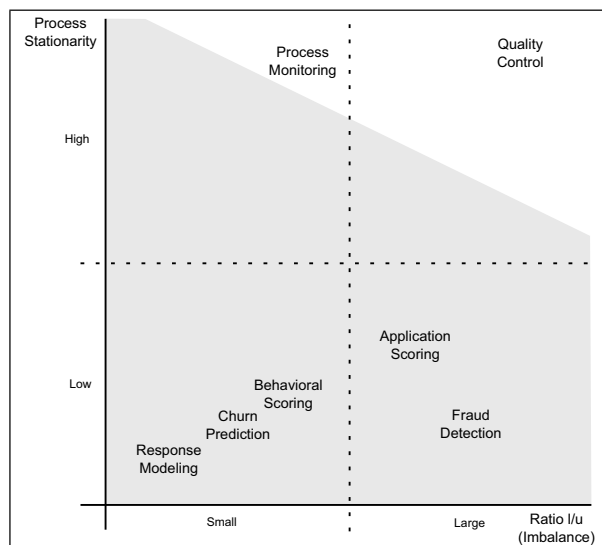 Process
Stationarity
Process
Monitoring
Quality
Control
High
Application
Scoring
Low
Behavioral
Scoring
Churn
Prediction
Fraud
Detection
Response
Modeling
Small
Large
Ratio l/u
(Imbalance)